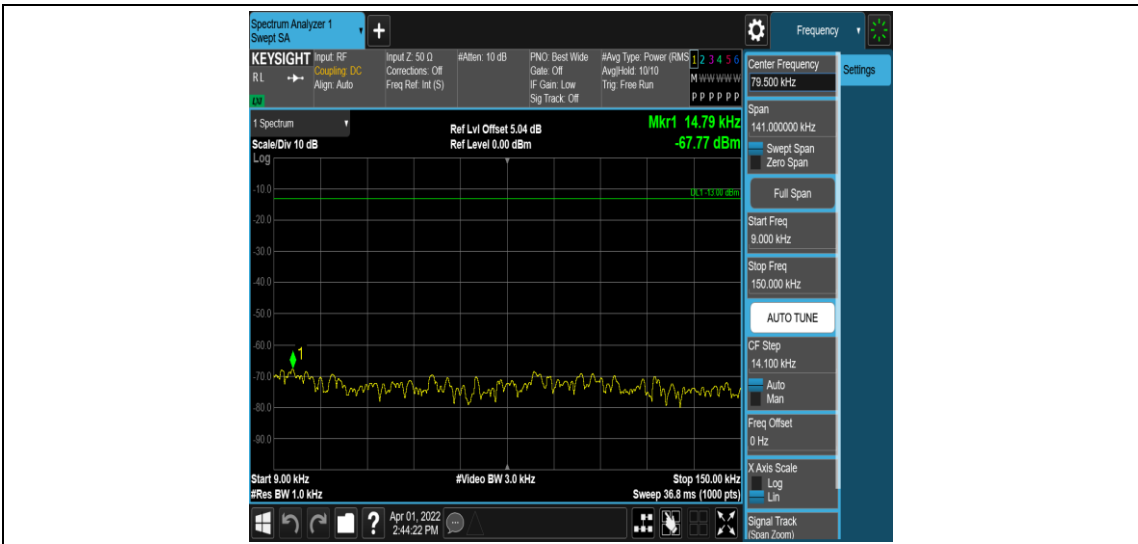 Spectrum Analyzer 1
Swept SA
+
Frequency
KEYSIGHT
RL
LXI
Input: RF
Coupling: DC
Align: Auto
Input Z: 50 Ω
Corrections: Off
Freq Ref: Int (S)
#Atten: 10 dB
PNO: Best Wide
Gate: Off
IF Gain: Low
Sig Track: Off
#Avg Type: Power (RMS
Avg|Hold: 10/10
Trig: Free Run
1 2 3 4 5 6
M W W W W W
P P P P P P
1 Spectrum
Scale/Div 10 dB
Log
Ref Lvl Offset 5.04 dB
Ref Level 0.00 dBm
Mkr1 14.79 kHz
-67.77 dBm
DL1 -13.00 dBm
-10.0
-20.0
-30.0
-40.0
-50.0
-60.0
-70.0
-80.0
-90.0
1
Start 9.00 kHz
#Res BW 1.0 kHz
#Video BW 3.0 kHz
Stop 150.00 kHz
Sweep 36.8 ms (1000 pts)
?
Apr 01, 2022
2:44:22 PM
Center Frequency
79.500 kHz
Settings
Span
141.000000 kHz
Swept Span
Zero Span
Full Span
Start Freq
9.000 kHz
Stop Freq
150.000 kHz
AUTO TUNE
CF Step
14.100 kHz
Auto
Man
Freq Offset
0 Hz
X Axis Scale
Log
Lin
Signal Track
(Span Zoom)